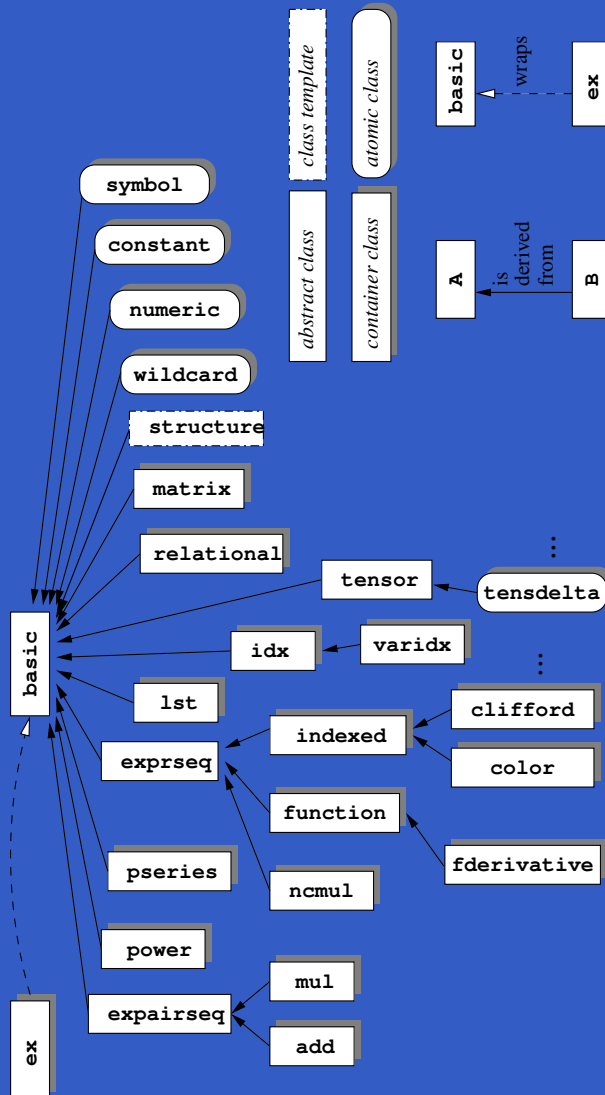 symbol
constant
numeric
wildcard
structure
matrix
relational
tensor
tensdelta
...
basic
idx
varidx
lst
exprseq
indexed
clifford
...
color
function
fderivative
pseries
ncmul
power
expairseq
mul
add
ex
class template
atomic class
abstract class
container class
basic
wraps
ex
A
is
derived
from
B